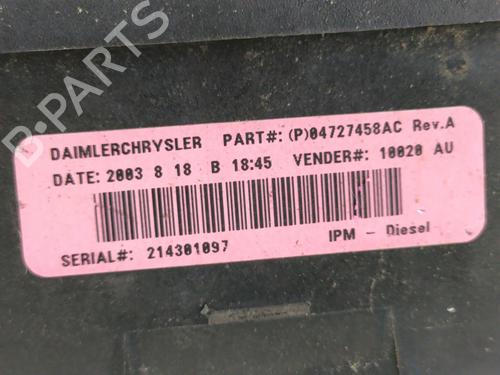 B-PARTS
DAIMLERCHRYSLER PART#: (P)04727458AC Rev.A
DATE: 2003 8 18 B 18:45 VENDER#: 10020 AU
SERIAL#: 214301097 IPM - Diesel